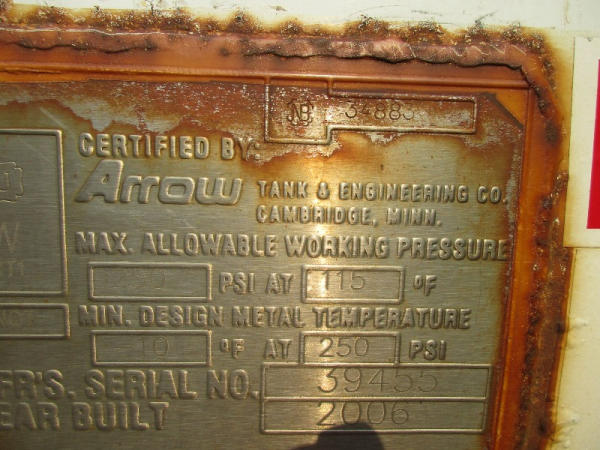 NB 34883
CERTIFIED BY:
Arrow TANK & ENGINEERING CO.
CAMBRIDGE, MINN.
MAX. ALLOWABLE WORKING PRESSURE
PSI AT 115 °F
MIN. DESIGN METAL TEMPERATURE
10 °F AT 250 PSI
FR'S. SERIAL NO. 39455
EAR BUILT 2006